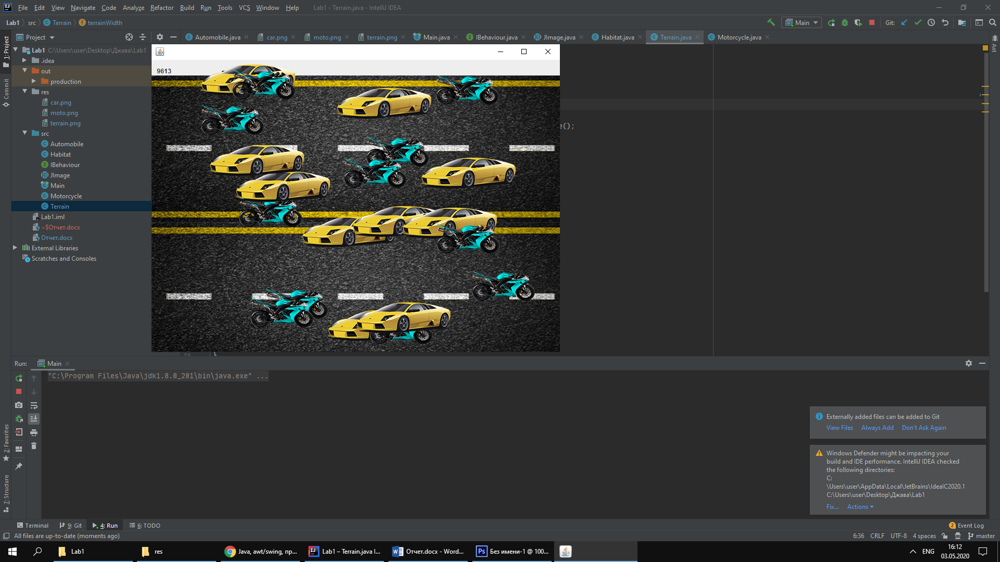 File Edit View Navigate Code Analyze Refactor Build Run Tools VCS Window Help Lab1 - Terrain.java - IntelliJ IDEA
Lab1 src Terrain terrainWidth Main Git:
Project Automobile.java car.png moto.png terrain.png Main.java IBehaviour.java JImage.java Habitat.java Terrain.java Motorcycle.java
1: Project
Commit
Ant
Lab1 C:\Users\user\Desktop\Джава\Lab1
.idea
out
production
res
car.png
moto.png
terrain.png
src
Automobile
Habitat
IBehaviour
JImage
Main
Motorcycle
Terrain
Lab1.iml
~$Отчет.docx
Отчет.docx
External Libraries
Scratches and Consoles
9613
e();
}
Run: Main
"C:\Program Files\Java\jdk1.8.0_201\bin\java.exe" ...
2: Favorites
7: Structure
Externally added files can be added to Git
View Files Always Add Don't Ask Again
Windows Defender might be impacting your
build and IDE performance. IntelliJ IDEA checked
the following directories:
C:
\Users\user\AppData\Local\JetBrains\IdeaIC2020.1
C:\Users\user\Desktop\Джава\Lab1
Fix... Actions
Terminal 9: Git 4: Run 6: TODO 2 Event Log
All files are up-to-date (moments ago) 6:36 CRLF UTF-8 4 spaces master
Lab1 res Java, awt/swing, пр... Lab1 – Terrain.java I... Отчет.docx - Word... Ps Без имени-1 @ 100... ENG 16:12
03.05.2020